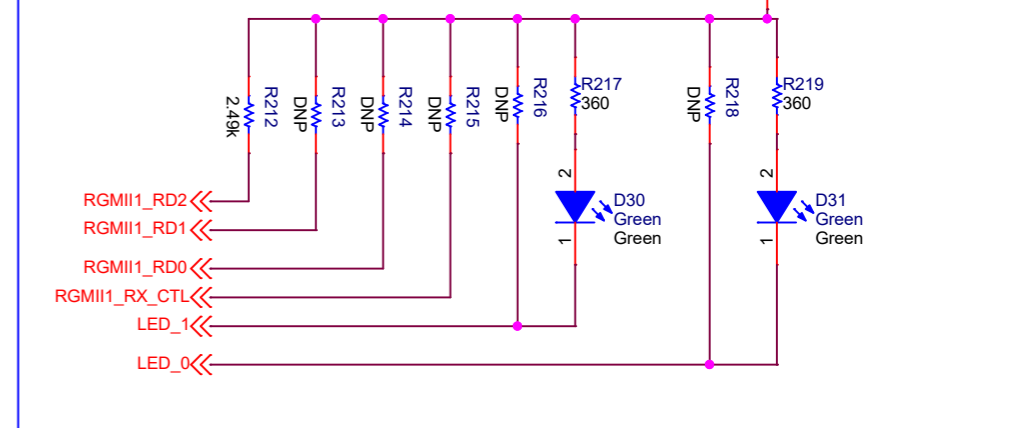 R212
2.49k
R213
DNP
R214
DNP
R215
DNP
R216
DNP
R217
360
R218
DNP
R219
360
2
D30
Green
Green
1
2
D31
Green
Green
1
RGMII1_RD2
RGMII1_RD1
RGMII1_RD0
RGMII1_RX_CTL
LED_1
LED_0